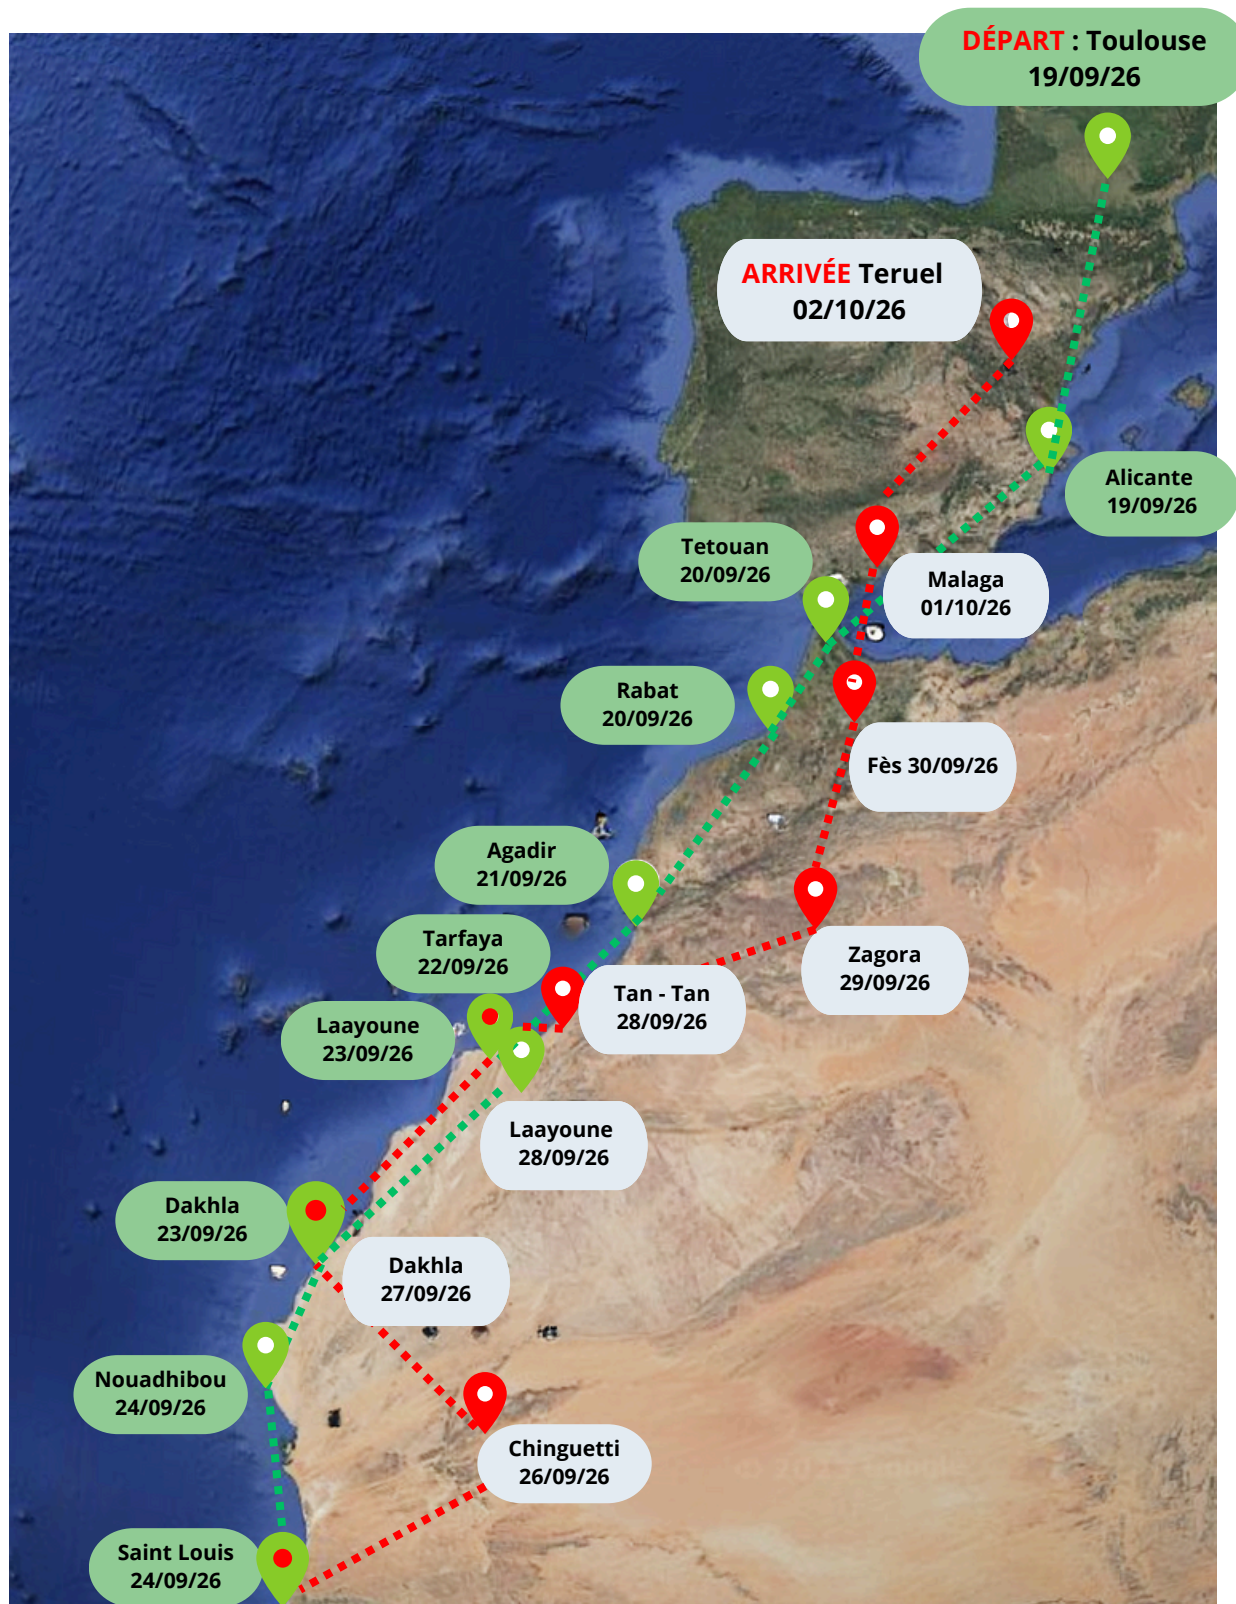 DÉPART : Toulouse
19/09/26
ARRIVÉE Teruel
02/10/26
Alicante
19/09/26
Tetouan
20/09/26
Malaga
01/10/26
Rabat
20/09/26
Fès 30/09/26
Agadir
21/09/26
Tarfaya
22/09/26
Zagora
29/09/26
Tan - Tan
28/09/26
Laayoune
23/09/26
Laayoune
28/09/26
Dakhla
23/09/26
Dakhla
27/09/26
Nouadhibou
24/09/26
Chinguetti
26/09/26
Saint Louis
24/09/26